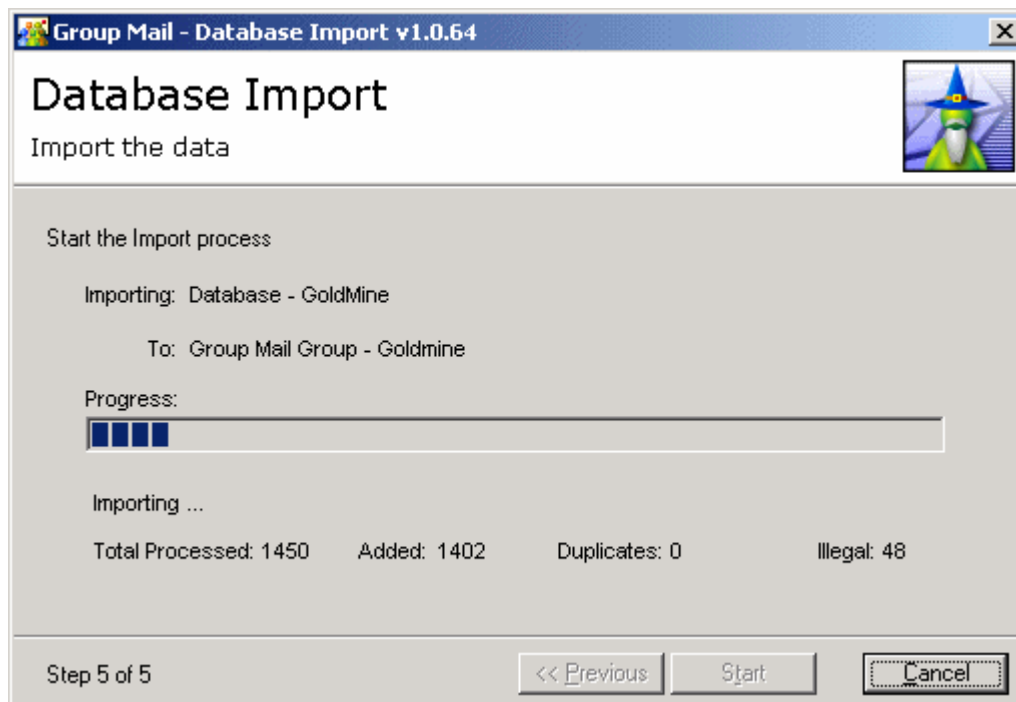 Group Mail - Database Import v1.0.64
Database Import
Import the data
Start the Import process
Importing: Database - GoldMine
To: Group Mail Group - Goldmine
Progress:
Importing ...
Total Processed: 1450 Added: 1402 Duplicates: 0 Illegal: 48
Step 5 of 5 << Previous Start Cancel